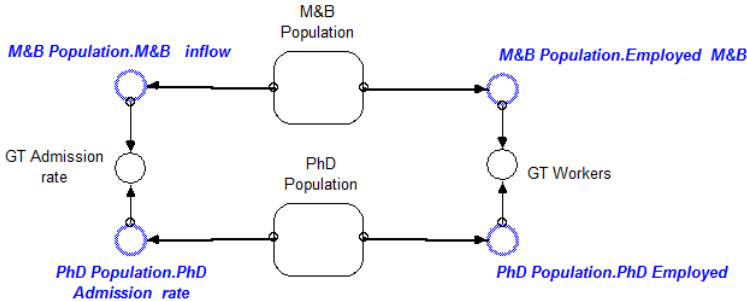 M&B
Population
M&B Population.M&B inflow
M&B Population.Employed M&B
GT Admission
rate
PhD
Population
GT Workers
PhD Population.PhD
Admission rate
PhD Population.PhD Employed